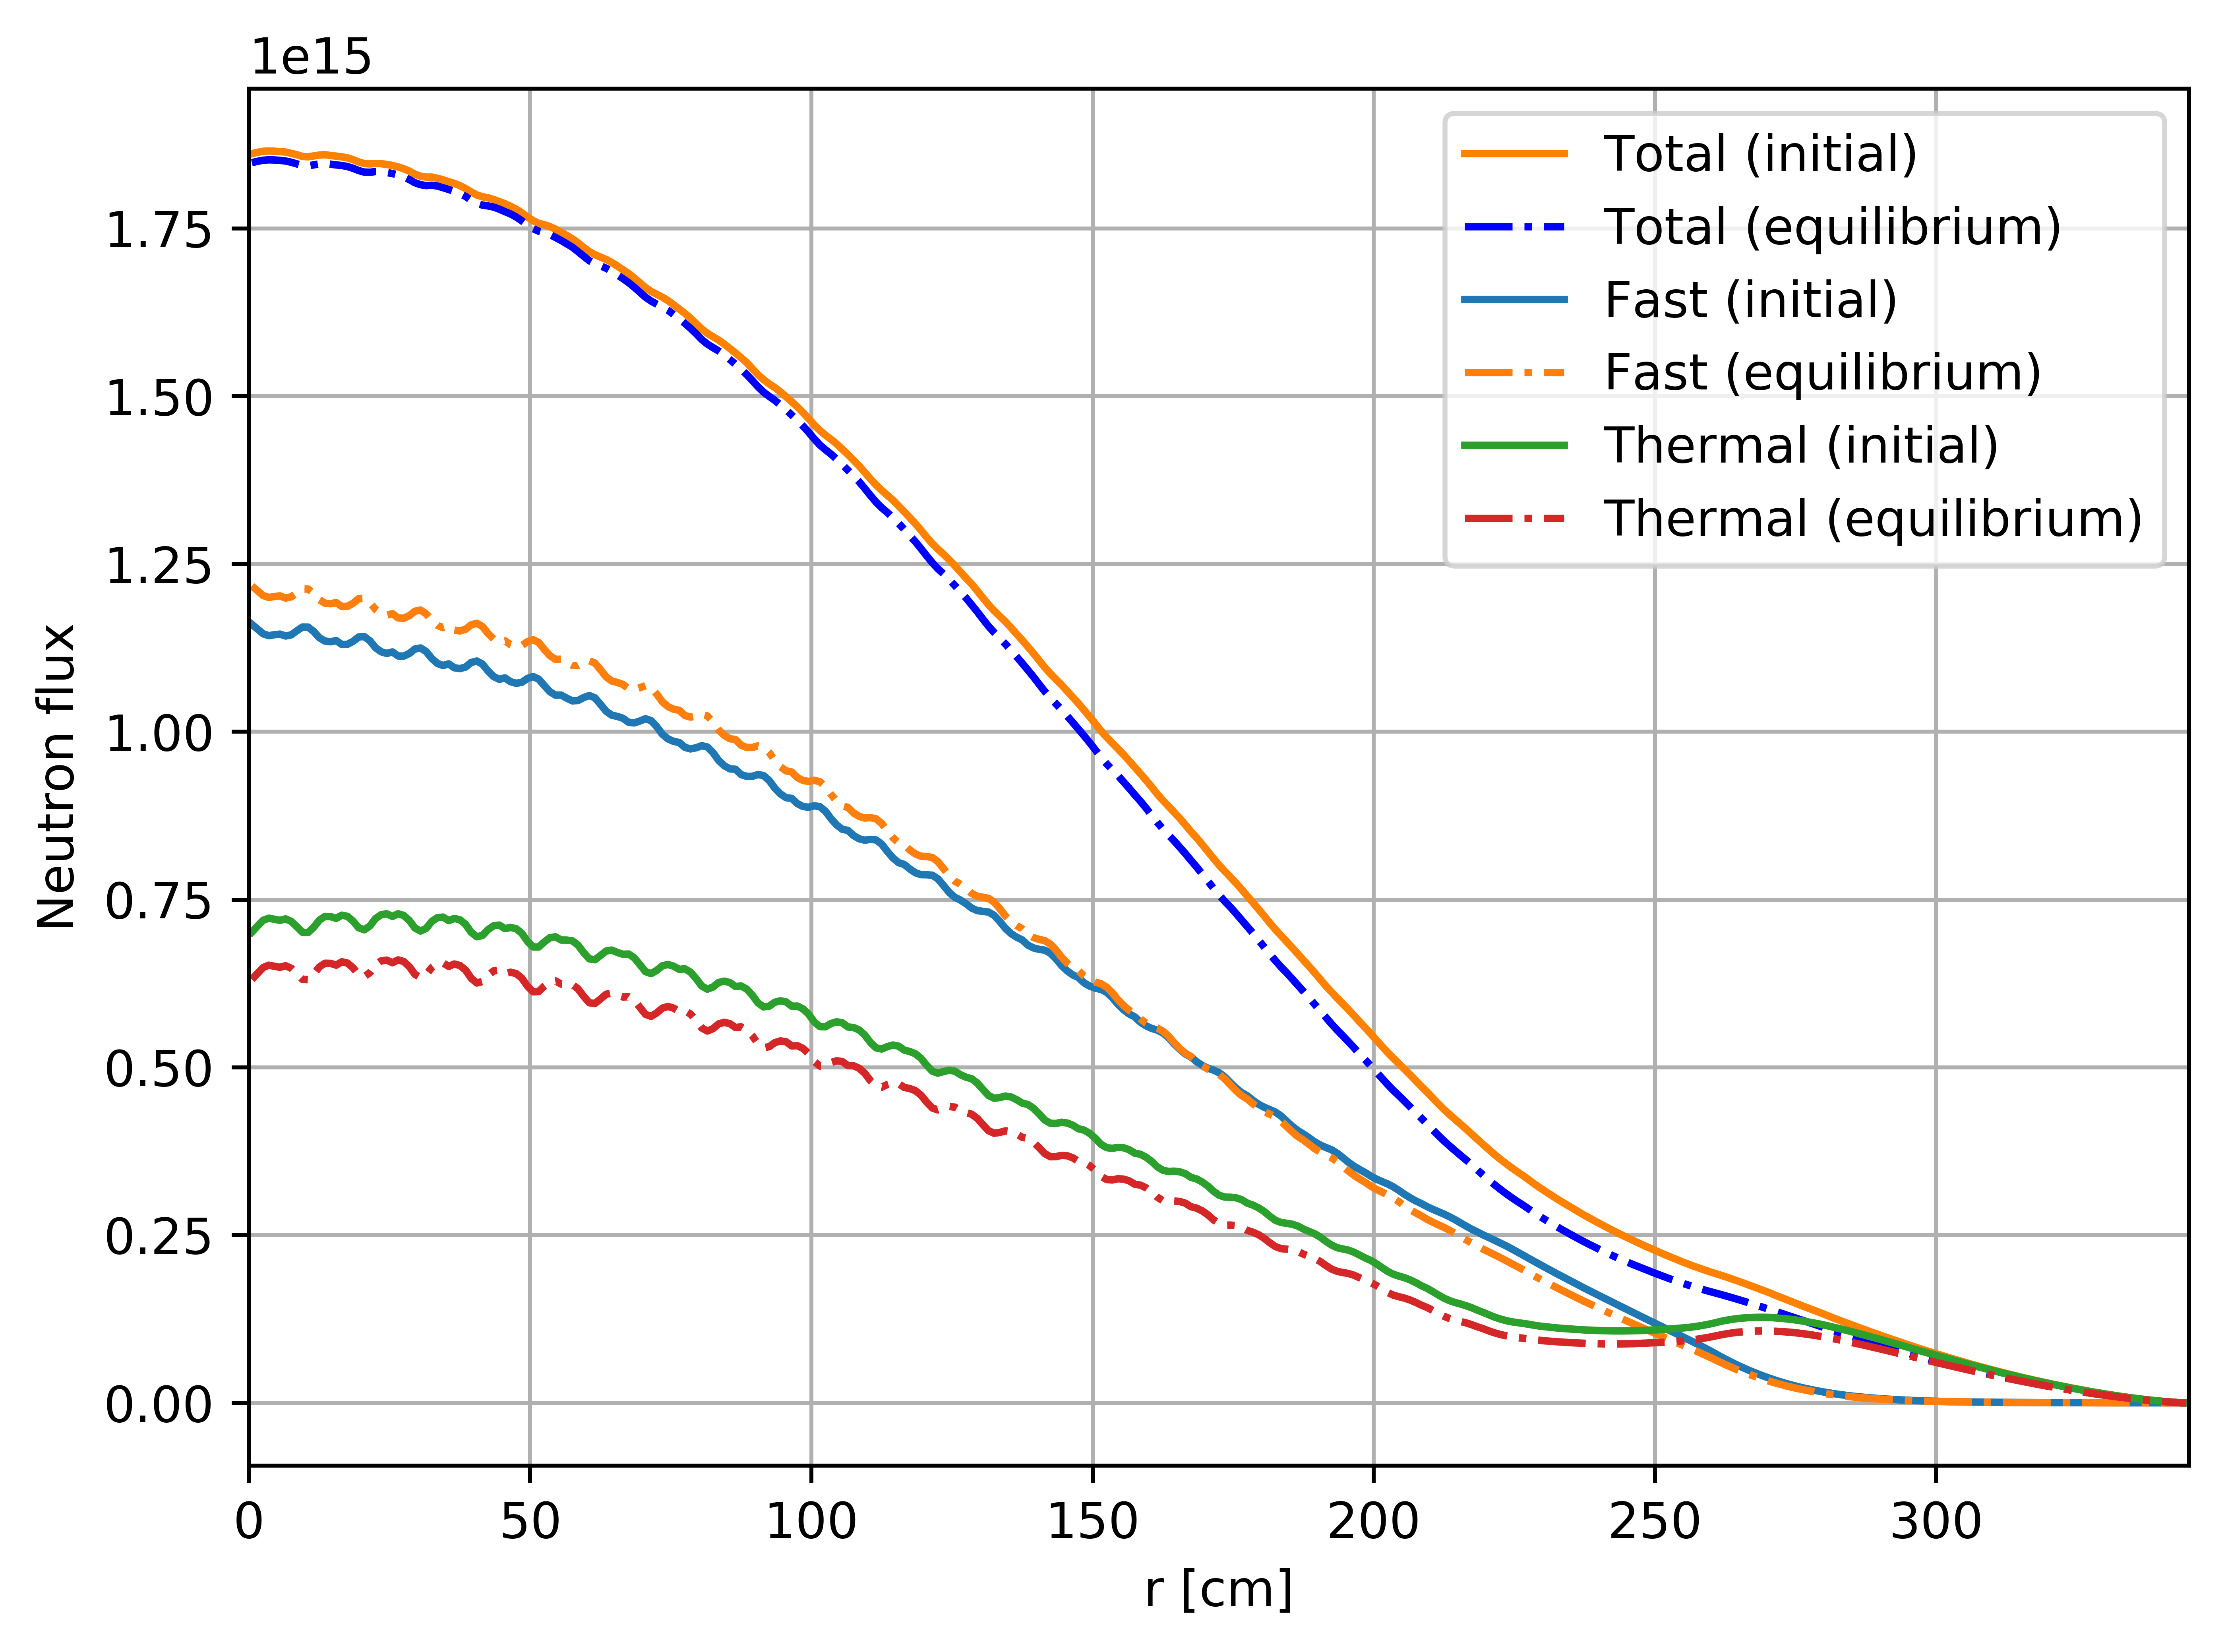 1e15
1.75
1.50
1.25
1.00
0.75
0.50
0.25
0.00
Neutron flux
Total (initial)
Total (equilibrium)
Fast (initial)
Fast (equilibrium)
Thermal (initial)
Thermal (equilibrium)
0 50 100 150 200 250 300
r [cm]